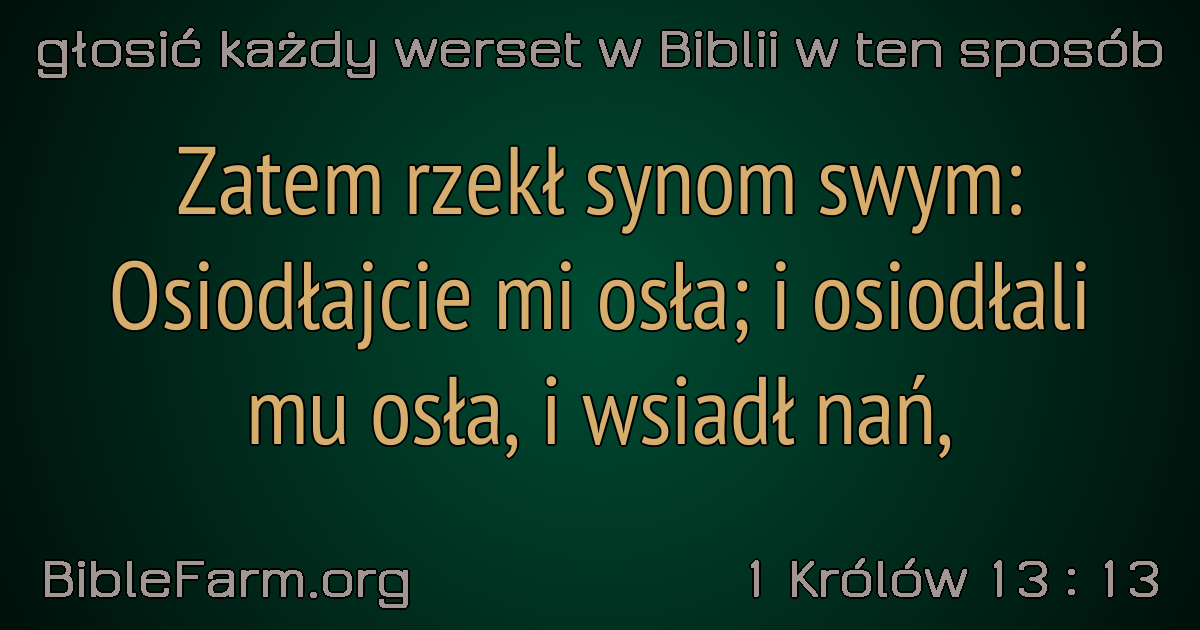 głosić każdy werset w Biblii w ten sposób
Zatem rzekł synom swym:
Osiodłajcie mi osła; i osiodłali
mu osła, i wsiadł nań,
BibleFarm.org
1 Królów 13 : 13